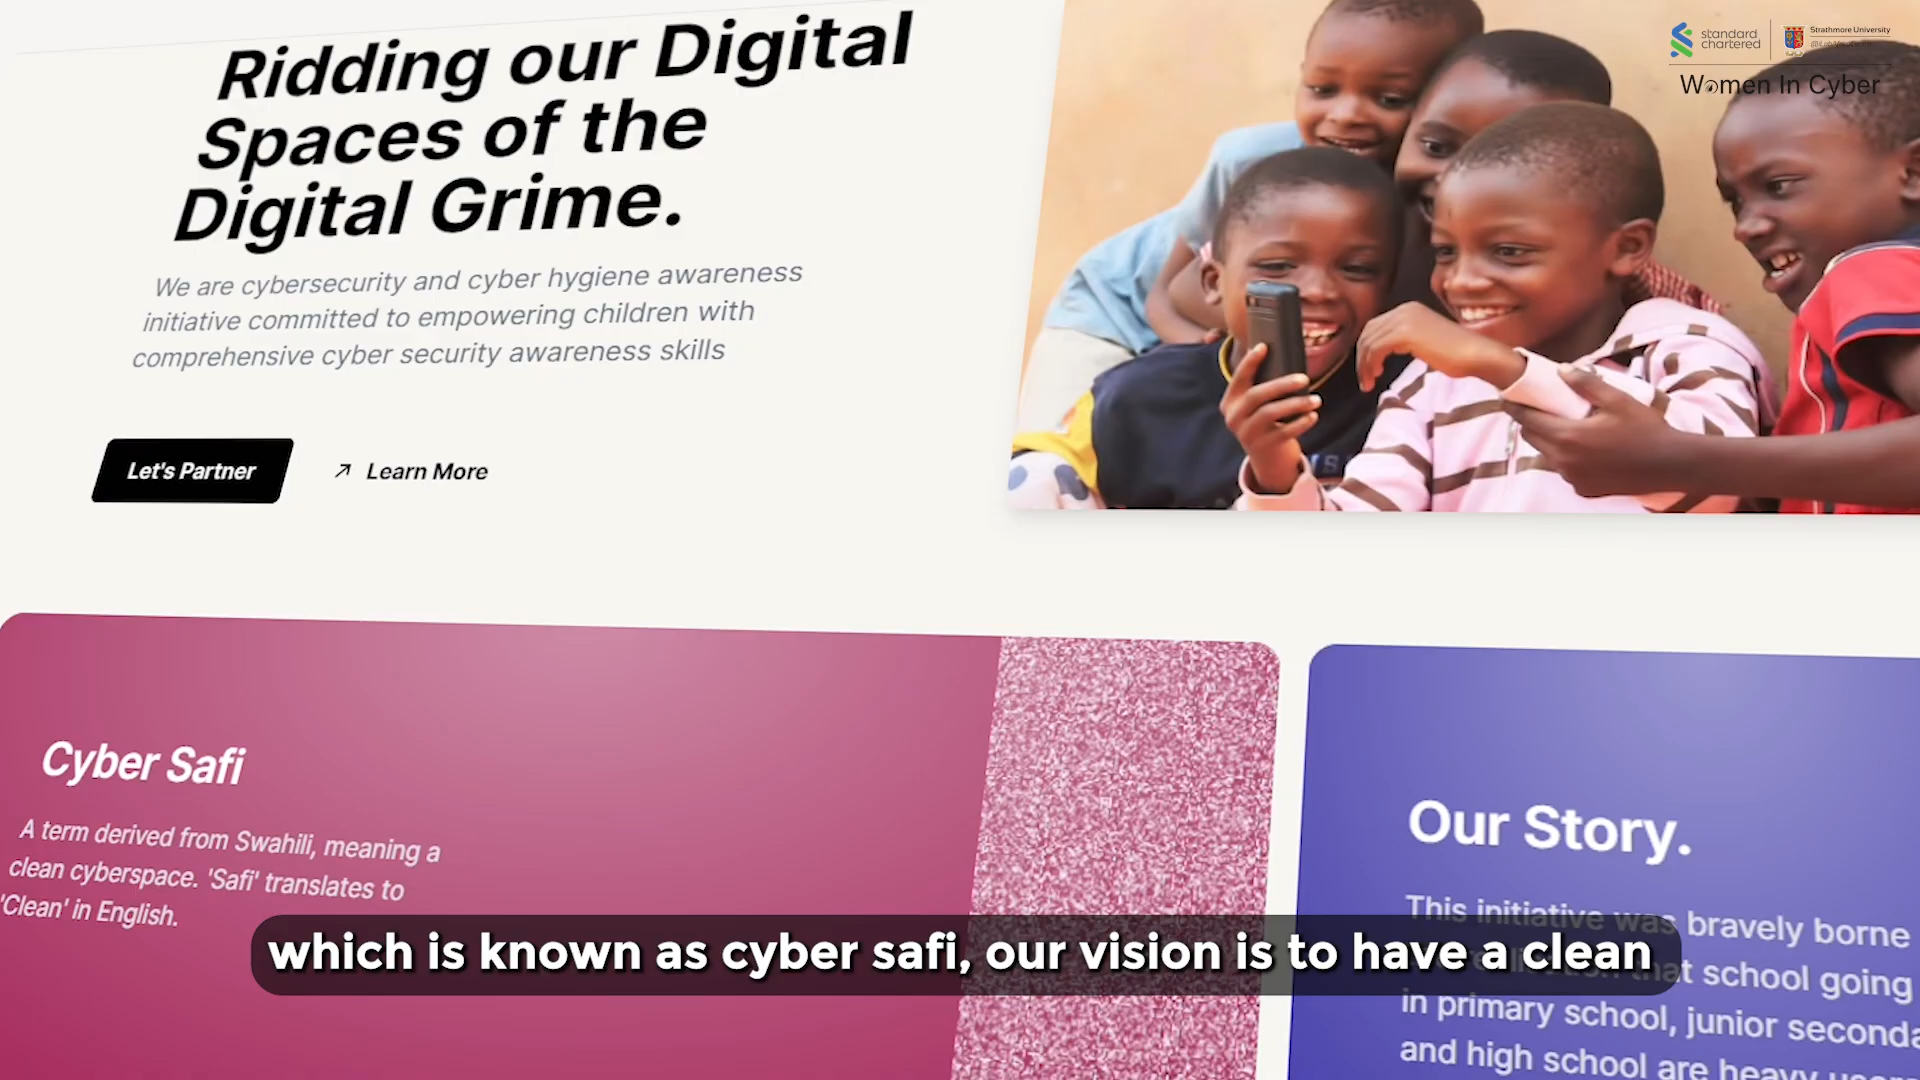 Ridding our Digital
Spaces of the
Digital Grime.
We are cybersecurity and cyber hygiene awareness
initiative committed to empowering children with
comprehensive cyber security awareness skills
Let's Partner
Learn More
standard
chartered
Strathmore University
Women In Cyber
Cyber Safi
A term derived from Swahili, meaning a
clean cyberspace. 'Safi' translates to
'Clean' in English.
Our Story.
This initiative was bravely borne
that school going
in primary school, junior seconda
and high school are heavy users
which is known as cyber safi, our vision is to have a clean